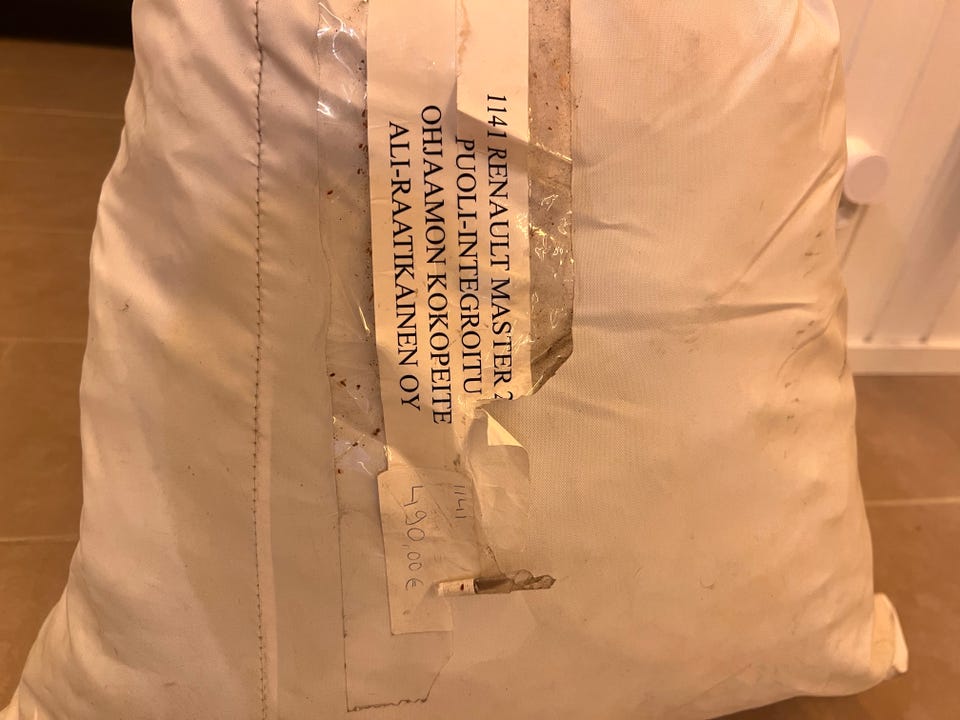 1141 RENAULT MASTER 2
PUOLI-INTEGROITU
OHJAAMON KOKOPEITE
ALI-RAATIKAINEN OY
1141
490,00€